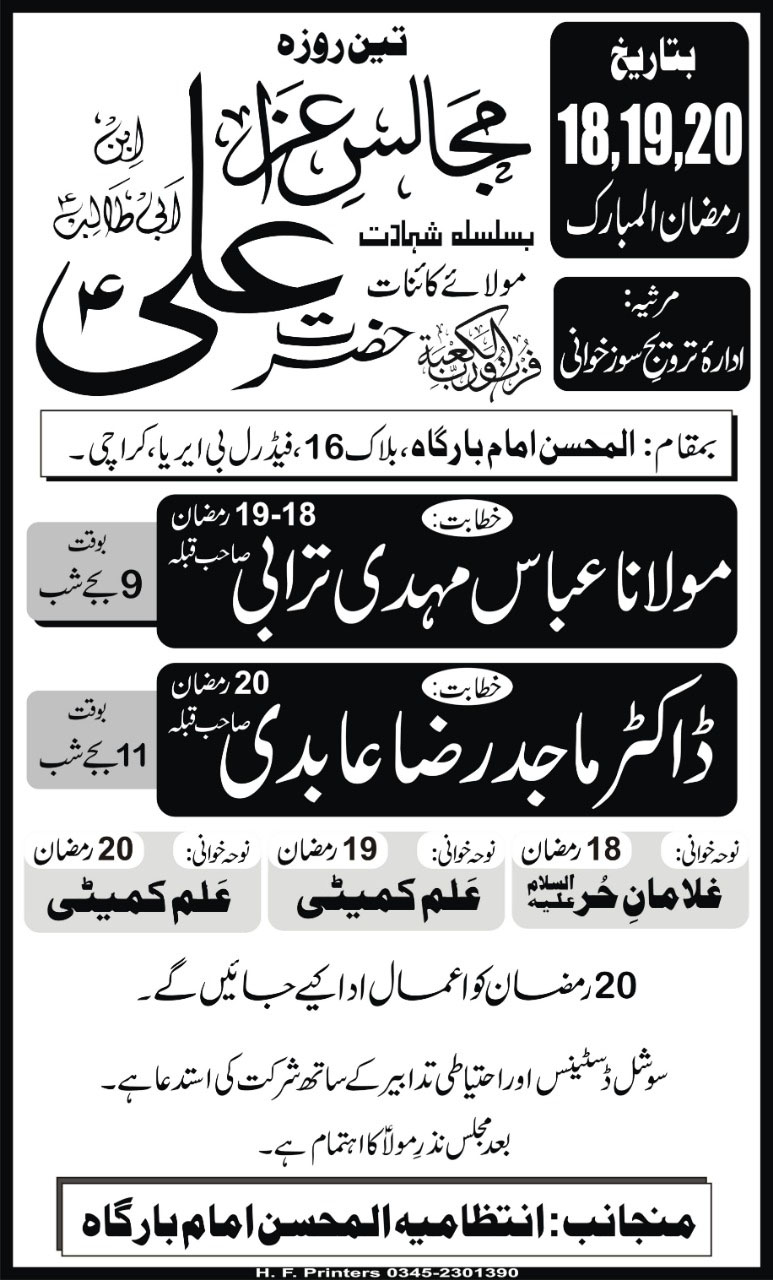 تین روزہ
مجالسِ عزا
بسلسلہ شہادت
مولائے کائنات
حضرت علیؑ
ابنِ
ابی طالبؑ
فزت و رب الکعبة
بتاریخ
18,19,20
رمضان المبارک
مرثیہ:
ادارۂ ترویجِ سوز خوانی
بمقام: المحسن امام بارگاہ، بلاک 16، فیڈرل بی ایریا، کراچی۔
خطابت:
18-19 رمضان
مولانا عباس مہدی ترابی صاحب قبلہ
بوقت
9 بجے شب
خطابت:
20 رمضان
ڈاکٹر ماجد رضا عابدی صاحب قبلہ
بوقت
11 بجے شب
نوحہ خوانی: 18 رمضان
غلامانِ حُر علیہ السلام
نوحہ خوانی: 19 رمضان
عَلم کمیٹی
نوحہ خوانی: 20 رمضان
عَلم کمیٹی
20 رمضان کو اعمال ادا کیے جائیں گے۔
سوشل ڈسٹینس اور احتیاطی تدابیر کے ساتھ شرکت کی استدعا ہے۔
بعد مجلس نذرِ مولاؑ کا اہتمام ہے۔
منجانب: انتظامیہ المحسن امام بارگاہ
H. F. Printers 0345-2301390